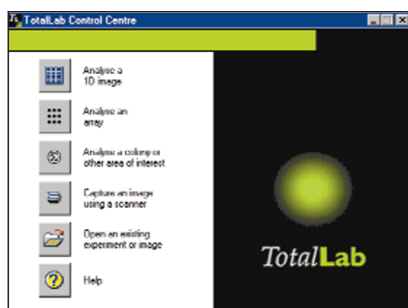 TotalLab Control Centre
Analyse a
1D image
Analyse an
array
Analyse a colony or
other area of interest
Capture an image
using a scanner
Open an existing
experiment or image
Help
TotalLab